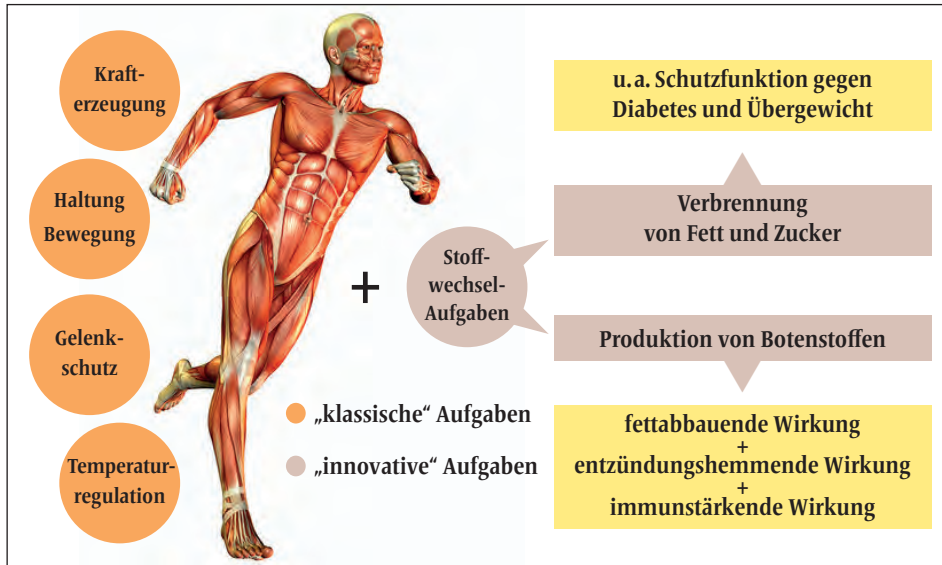 Kraft-
erzeugung
Haltung
Bewegung
Gelenk-
schutz
Temperatur-
regulation
+
Stoff-
wechsel-
Aufgaben
„klassische“ Aufgaben
„innovative“ Aufgaben
u.a. Schutzfunktion gegen
Diabetes und Übergewicht
Verbrennung
von Fett und Zucker
Produktion von Botenstoffen
fettabbauende Wirkung
+
entzündungshemmende Wirkung
+
immunstärkende Wirkung